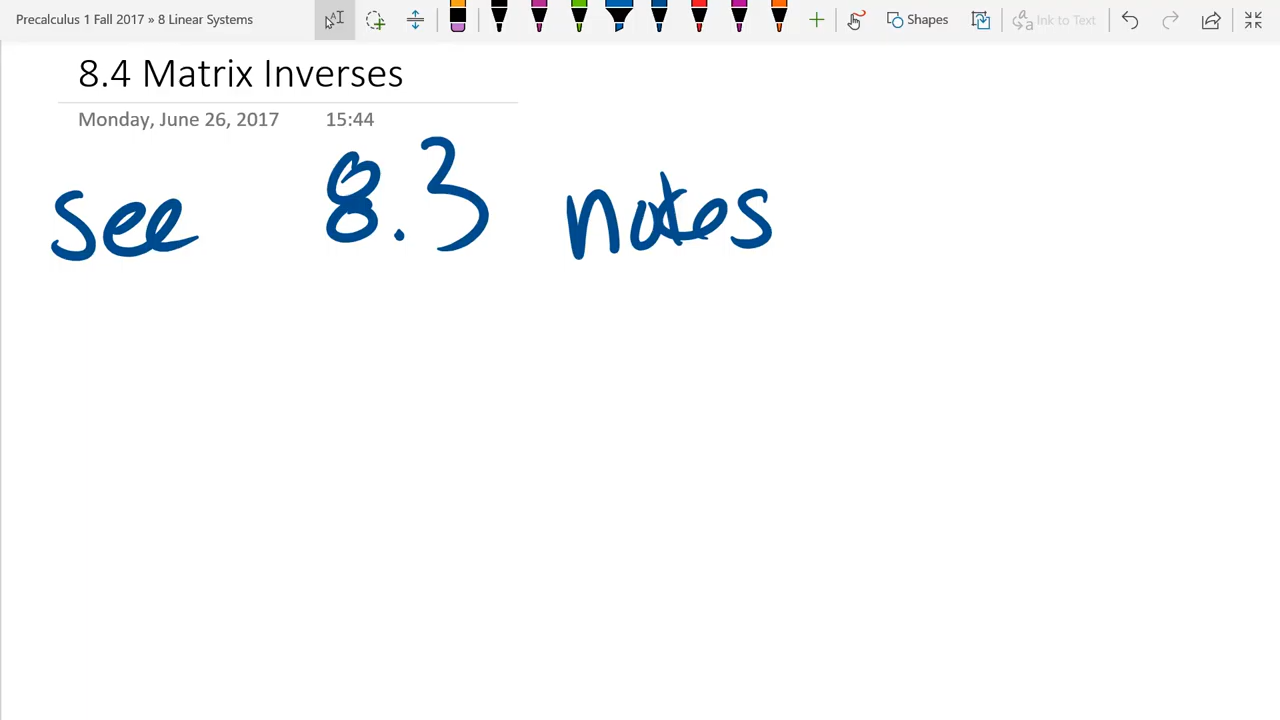 Precalculus 1 Fall 2017 » 8 Linear Systems
Shapes
Ink to Text
8.4 Matrix Inverses
Monday, June 26, 2017 15:44
see 8.3 notes